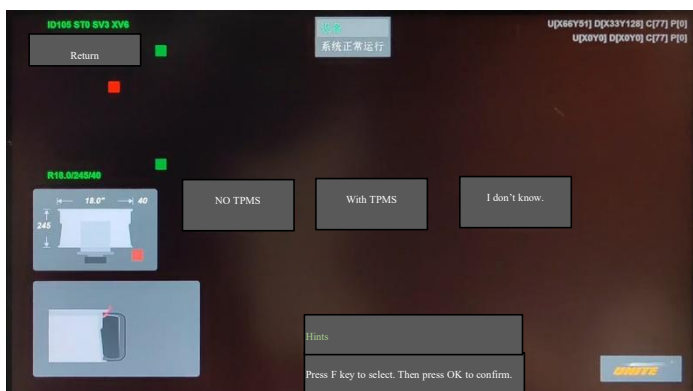 ID105 ST0 SV3 XV6
U[X66Y51] D[X33Y128] C[77] P[0]
U[X0Y0] D[X0Y0] C[77] P[0]
系统正常运行
Return
R18.0/245/40
18.0"
40
245
NO TPMS
With TPMS
I don't know.
Hints
Press F key to select. Then press OK to confirm.
UNITE